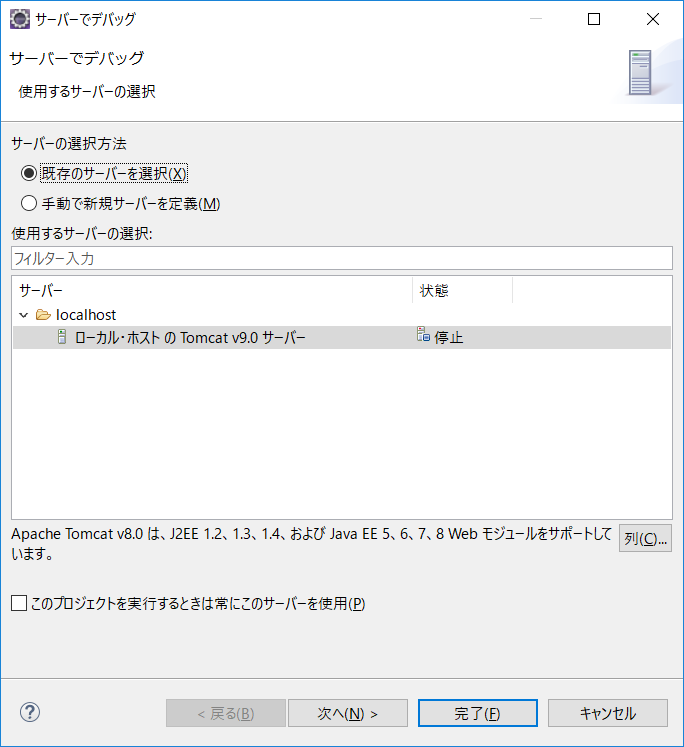 サーバーでデバッグ
サーバーでデバッグ
使用するサーバーの選択
サーバーの選択方法
既存のサーバーを選択(X)
手動で新規サーバーを定義(M)
使用するサーバーの選択:
フィルター入力
サーバー 状態
localhost
ローカル・ホスト の Tomcat v9.0 サーバー 停止
Apache Tomcat v8.0 は、J2EE 1.2、1.3、1.4、および Java EE 5、6、7、8 Web モジュールをサポートして
います。
列(C)...
このプロジェクトを実行するときは常にこのサーバーを使用(P)
? < 戻る(B) 次へ(N) > 完了(F) キャンセル